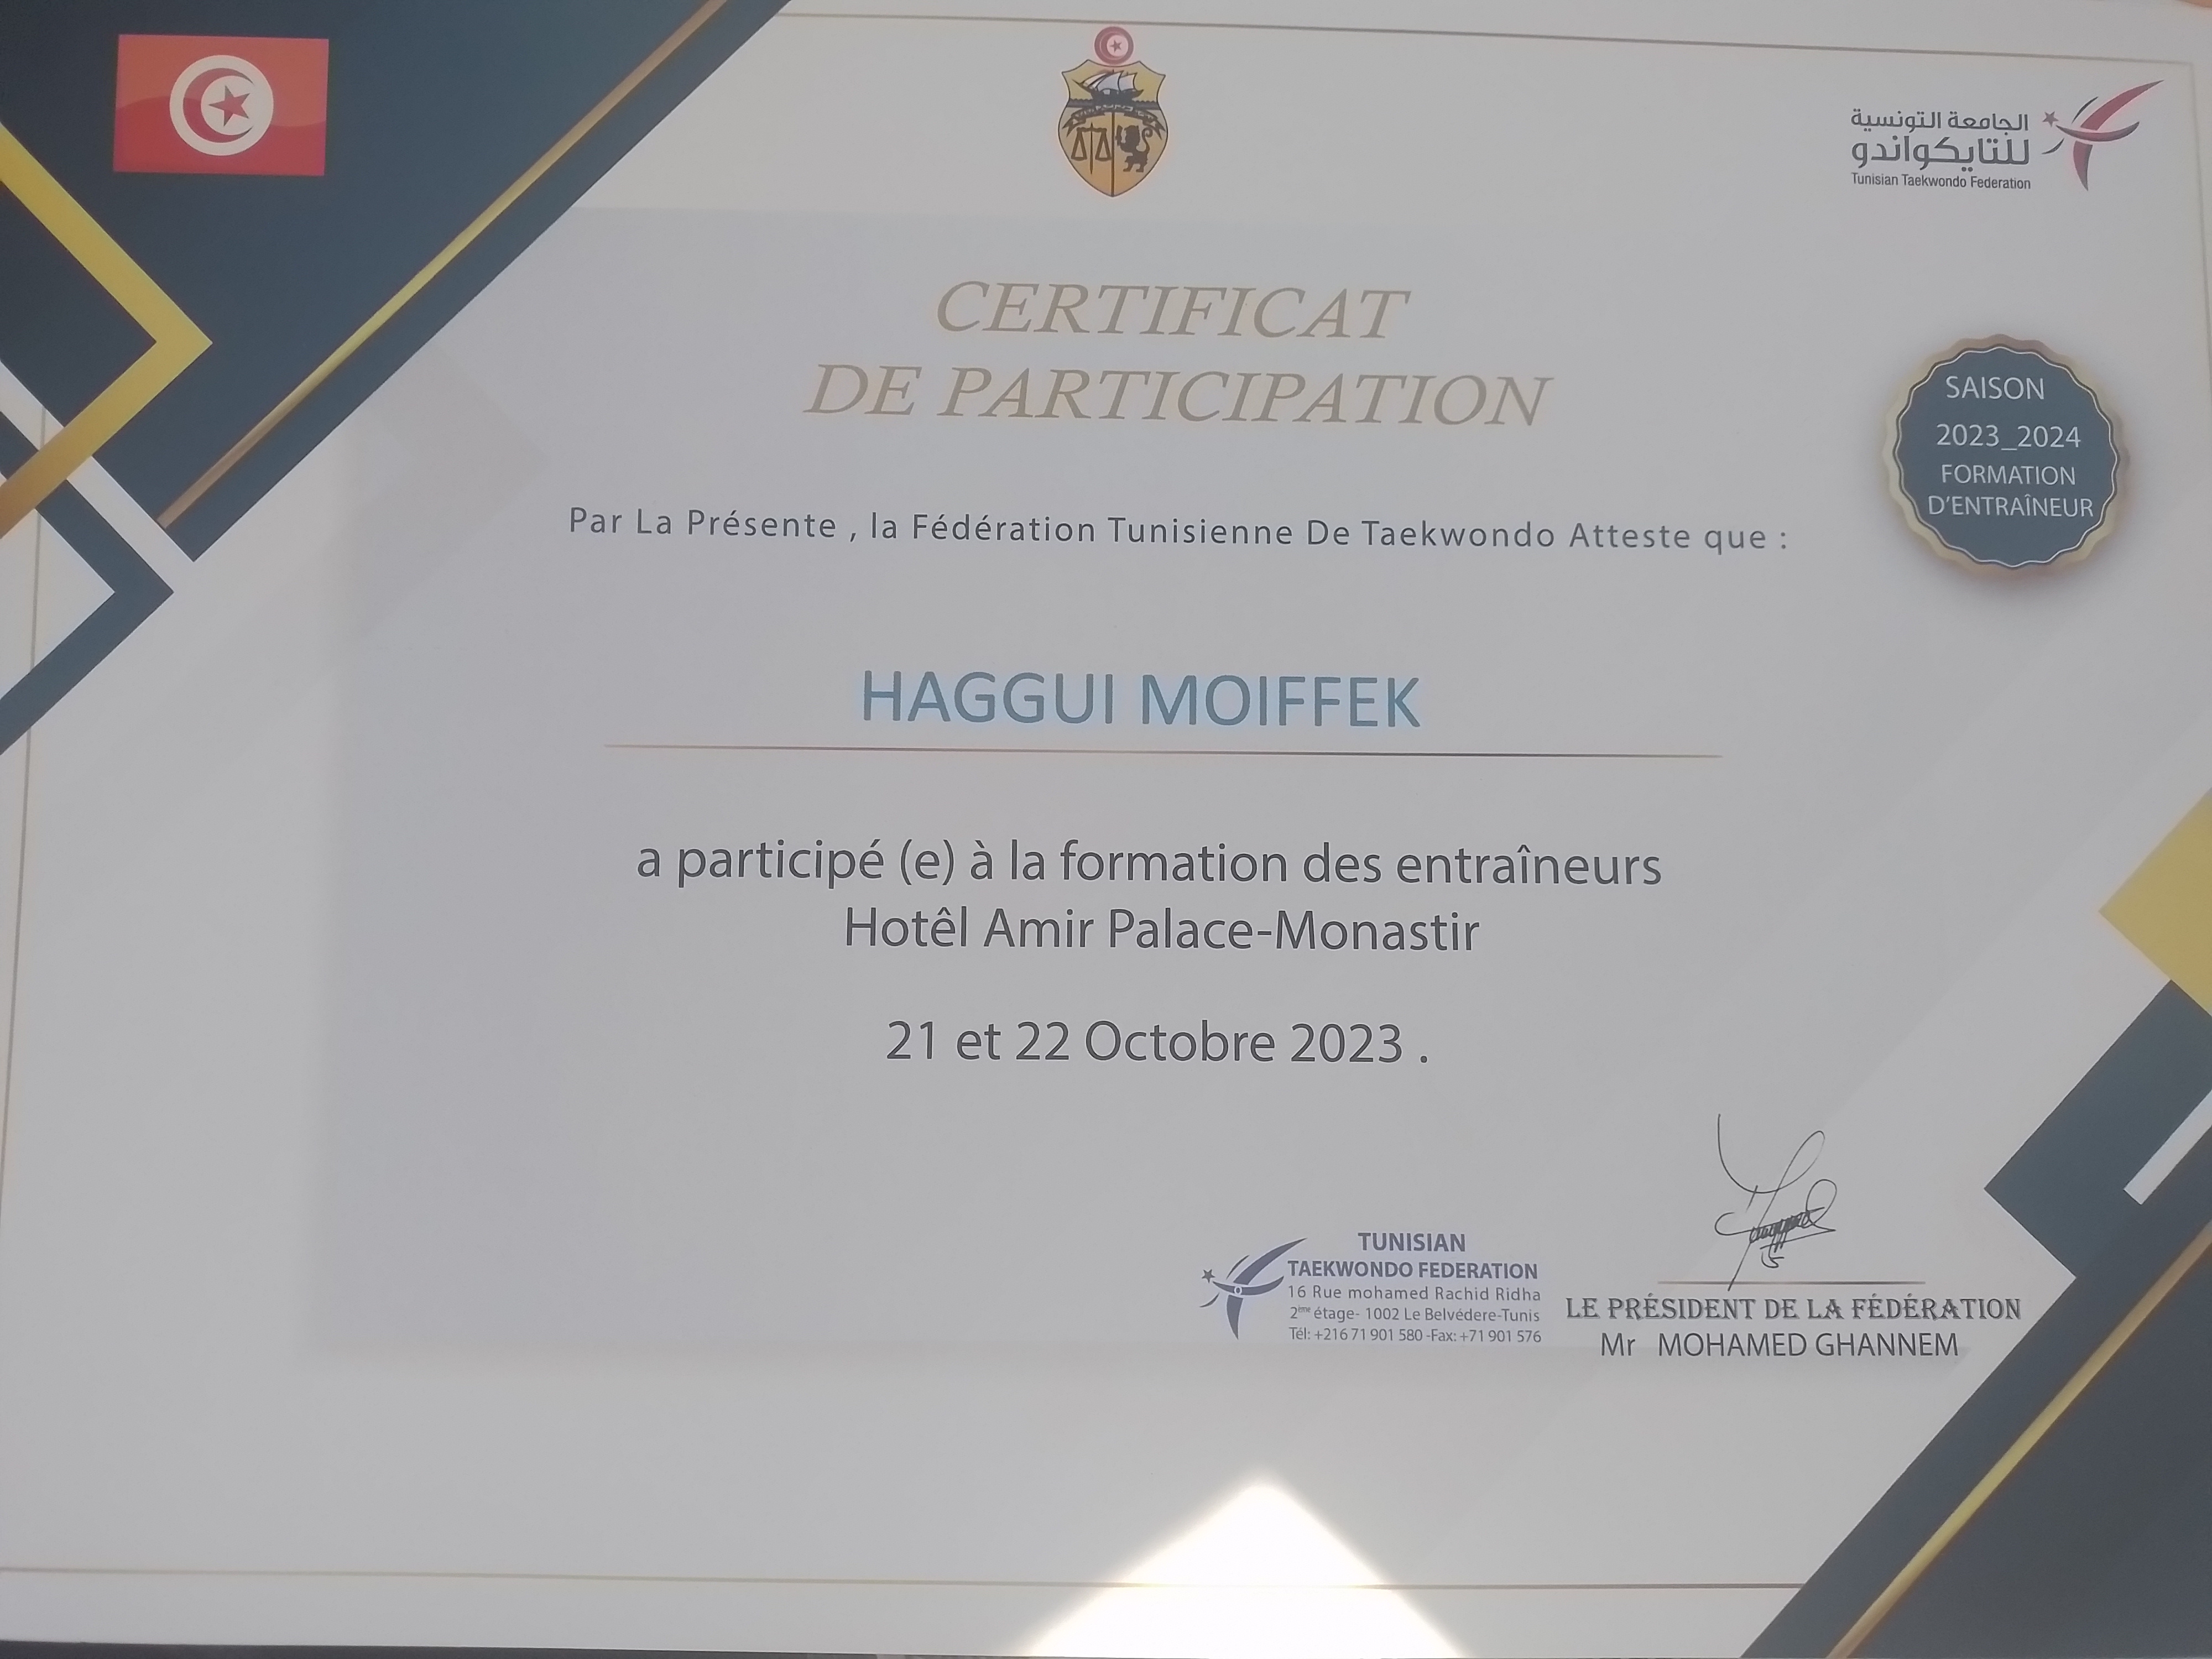 الجامعة التونسية
للتايكواندو
Tunisian Taekwondo Federation
CERTIFICAT
DE PARTICIPATION
SAISON
2023_2024
FORMATION
D'ENTRAÎNEUR
Par La Présente , la Fédération Tunisienne De Taekwondo Atteste que :
HAGGUI MOIFFEK
a participé (e) à la formation des entraîneurs
Hotêl Amir Palace-Monastir
21 et 22 Octobre 2023 .
TUNISIAN
TAEKWONDO FEDERATION
16 Rue mohamed Rachid Ridha
2ème étage- 1002 Le Belvédere-Tunis
Tél: +216 71 901 580 -Fax: +71 901 576
LE PRÉSIDENT DE LA FÉDÉRATION
Mr MOHAMED GHANNEM